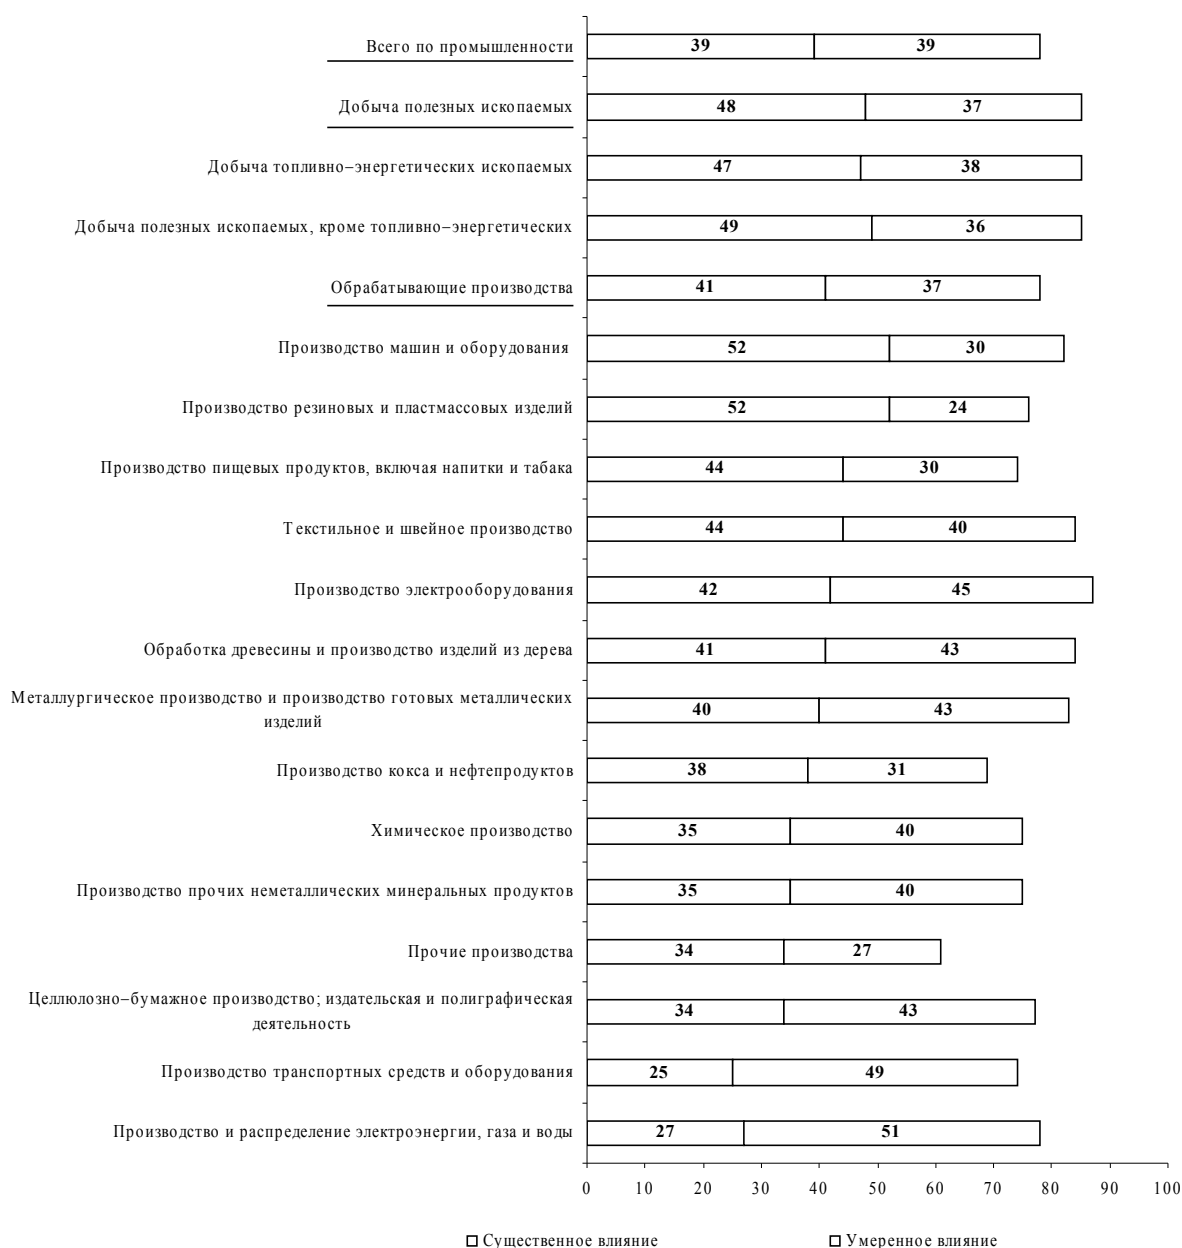 Всего по промышленности 39 39
Добыча полезных ископаемых 48 37
Добыча топливно–энергетических ископаемых 47 38
Добыча полезных ископаемых, кроме топливно–энергетических 49 36
Обрабатывающие производства 41 37
Производство машин и оборудования 52 30
Производство резиновых и пластмассовых изделий 52 24
Производство пищевых продуктов, включая напитки и табака 44 30
Текстильное и швейное производство 44 40
Производство электрооборудования 42 45
Обработка древесины и производство изделий из дерева 41 43
Металлургическое производство и производство готовых металлических
изделий 40 43
Производство кокса и нефтепродуктов 38 31
Химическое производство 35 40
Производство прочих неметаллических минеральных продуктов 35 40
Прочие производства 34 27
Целлюлозно–бумажное производство; издательская и полиграфическая
деятельность 34 43
Производство транспортных средств и оборудования 25 49
Производство и распределение электроэнергии, газа и воды 27 51
0 10 20 30 40 50 60 70 80 90 100
Существенное влияние Умеренное влияние